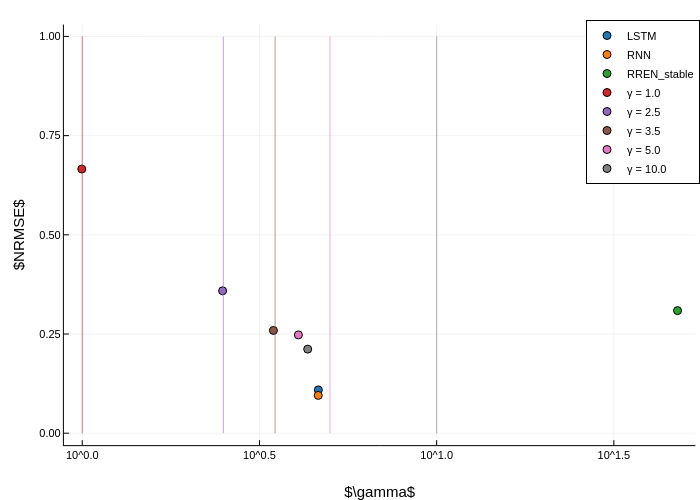 LSTM
RNN
RREN_stable
γ = 1.0
γ = 2.5
γ = 3.5
γ = 5.0
γ = 10.0
$NRMSE$
1.00
0.75
0.50
0.25
0.00
10^0.0 10^0.5 10^1.0 10^1.5
$\gamma$